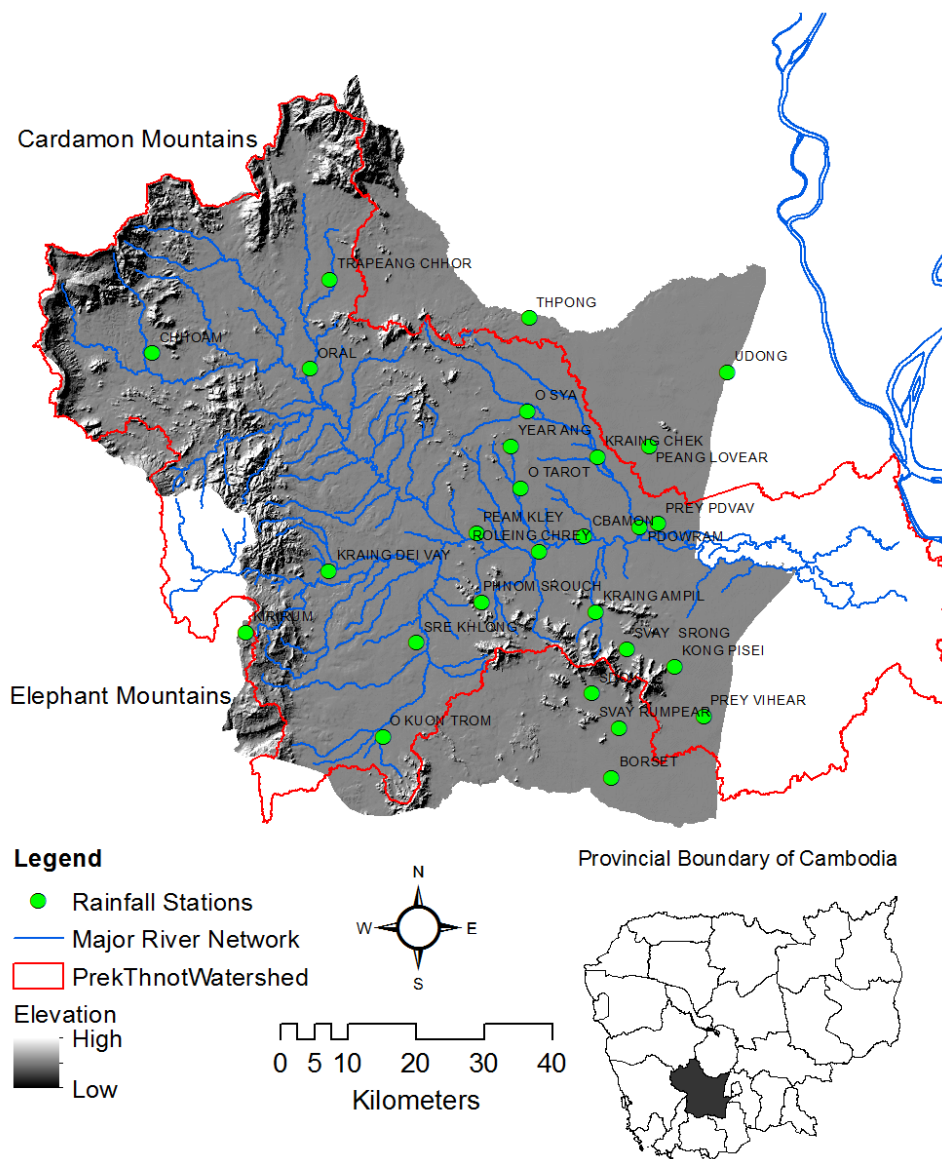 Cardamon Mountains
TRAPEANG CHHOR
THPONG
CHHOAM
ORAL
UDONG
O SYA
YEAR ANG
KRAING CHEK
PEANG LOVEAR
O TAROT
PEAM KLEY
CBAMON
PREY PDVAV
ROLEING CHREY
PDOWRAM
KRAING DEI VAY
PHNOM SROUCH
KRAING AMPIL
KIRIRUM
SRE KHLONG
SVAY SRONG
KONG PISEI
Elephant Mountains
SVAY RUMPEAR
PREY VIHEAR
O KUON TROM
BORSET
Legend
Rainfall Stations
Major River Network
PrekThnotWatershed
Elevation
High
Low
N
W
E
S
0 5 10 20 30 40
Kilometers
Provincial Boundary of Cambodia